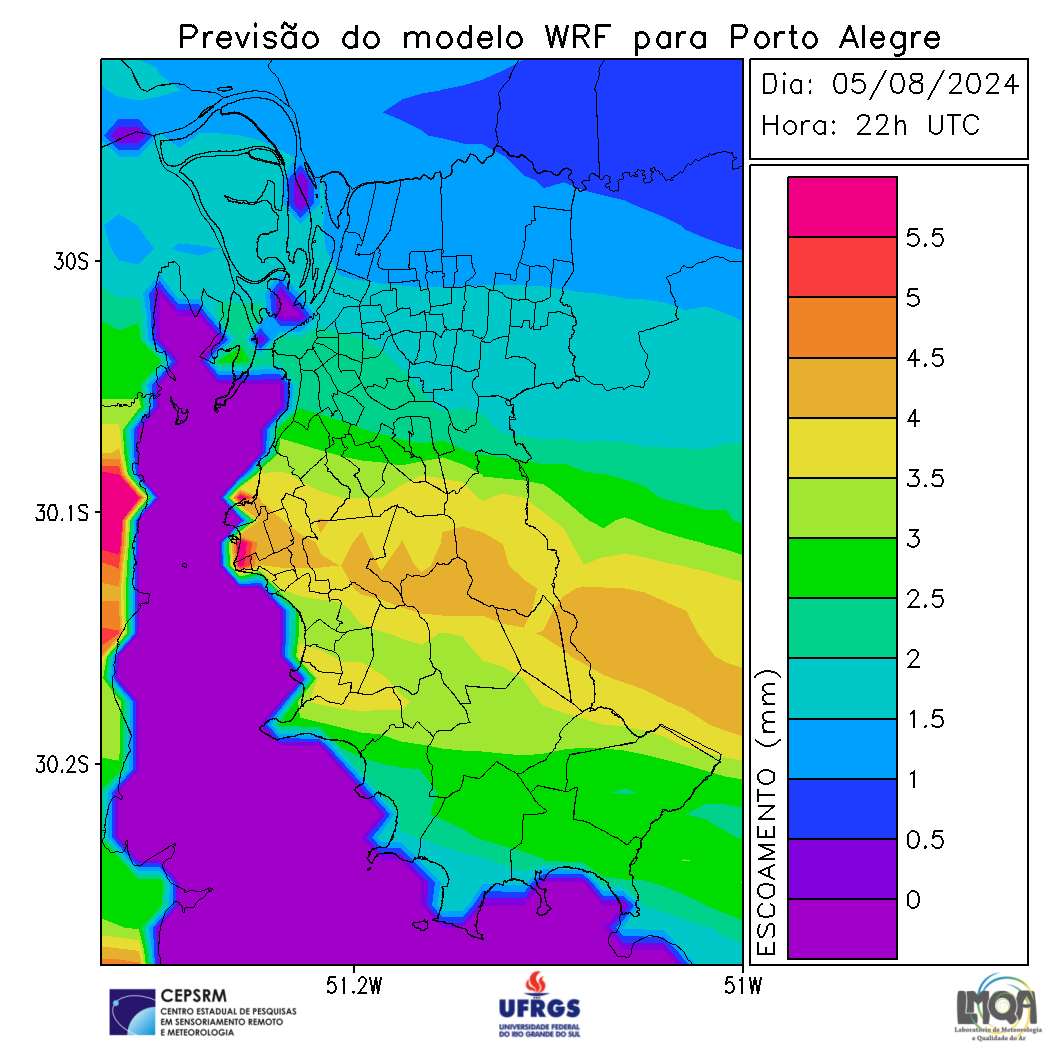 Previsão do modelo WRF para Porto Alegre
Dia: 05/08/2024
Hora: 22h UTC
30S
30.1S
30.2S
51.2W
51W
ESCOAMENTO (mm)
5.5
5
4.5
4
3.5
3
2.5
2
1.5
1
0.5
0
CEPSRM
CENTRO ESTADUAL DE PESQUISAS
EM SENSORIAMENTO REMOTO
E METEOROLOGIA
UFRGS
UNIVERSIDADE FEDERAL
DO RIO GRANDE DO SUL
LMQA
Laboratório de Meteorologia
e Qualidade do Ar